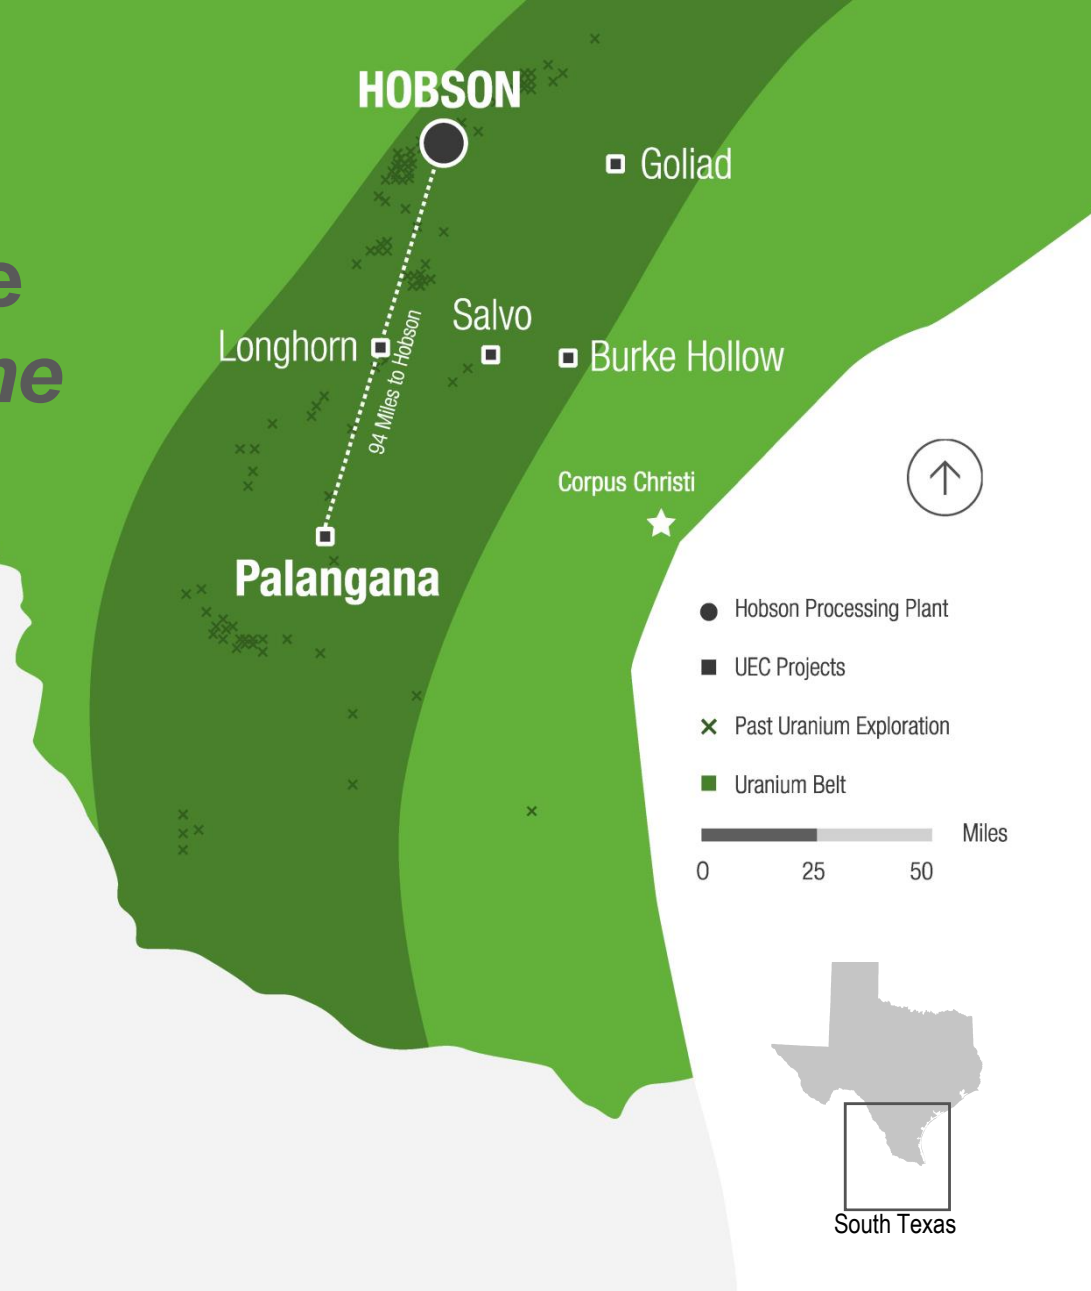 HOBSON
Goliad
Salvo
Longhorn
Burke Hollow
94 Miles to Hobson
Corpus Christi
Palangana
Hobson Processing Plant
UEC Projects
Past Uranium Exploration
Uranium Belt
Miles
0 25 50
South Texas